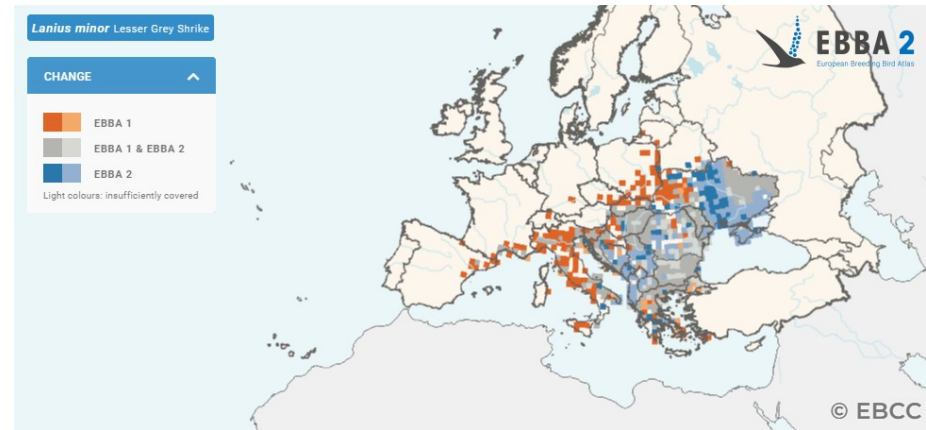 Lanius minor Lesser Grey Shrike
CHANGE
EBBA 1
EBBA 1 & EBBA 2
EBBA 2
Light colours: insufficiently covered
EBBA 2
European Breeding Bird Atlas
© EBCC